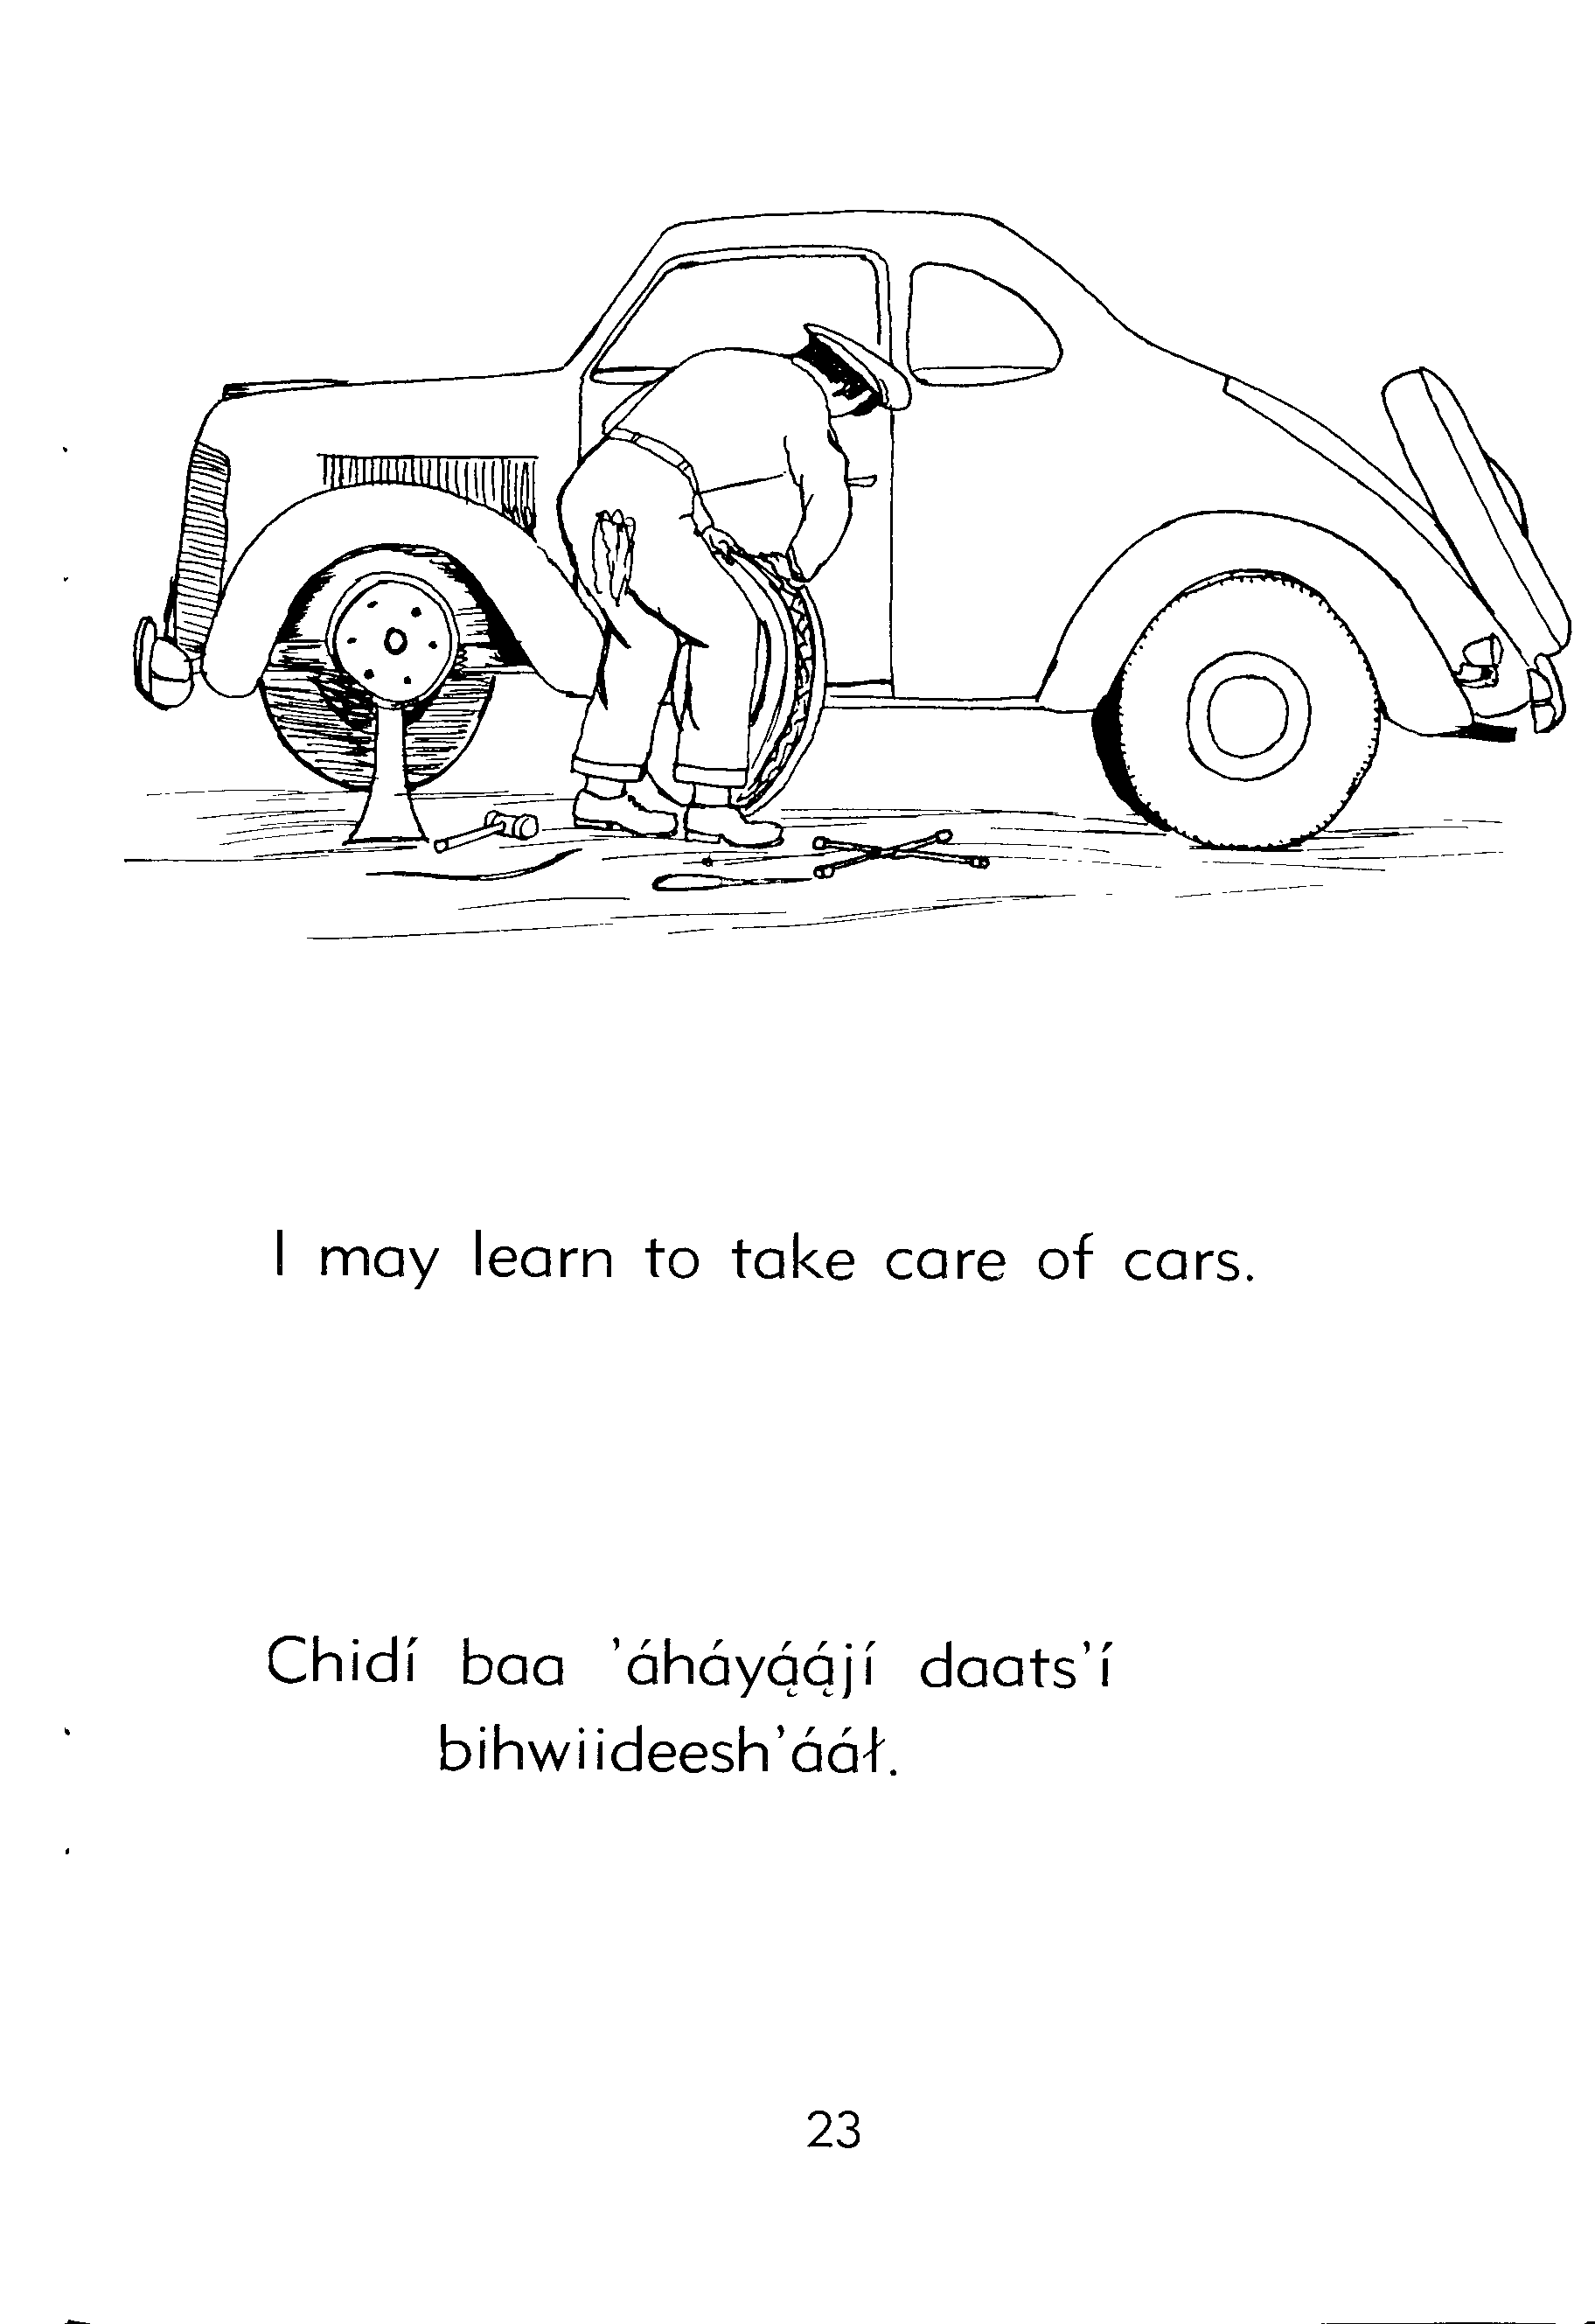 I may learn to take care of cars.
Chidí baa ’áháyą́ą́jí daats’í
bihwiideesh’ááł.
23